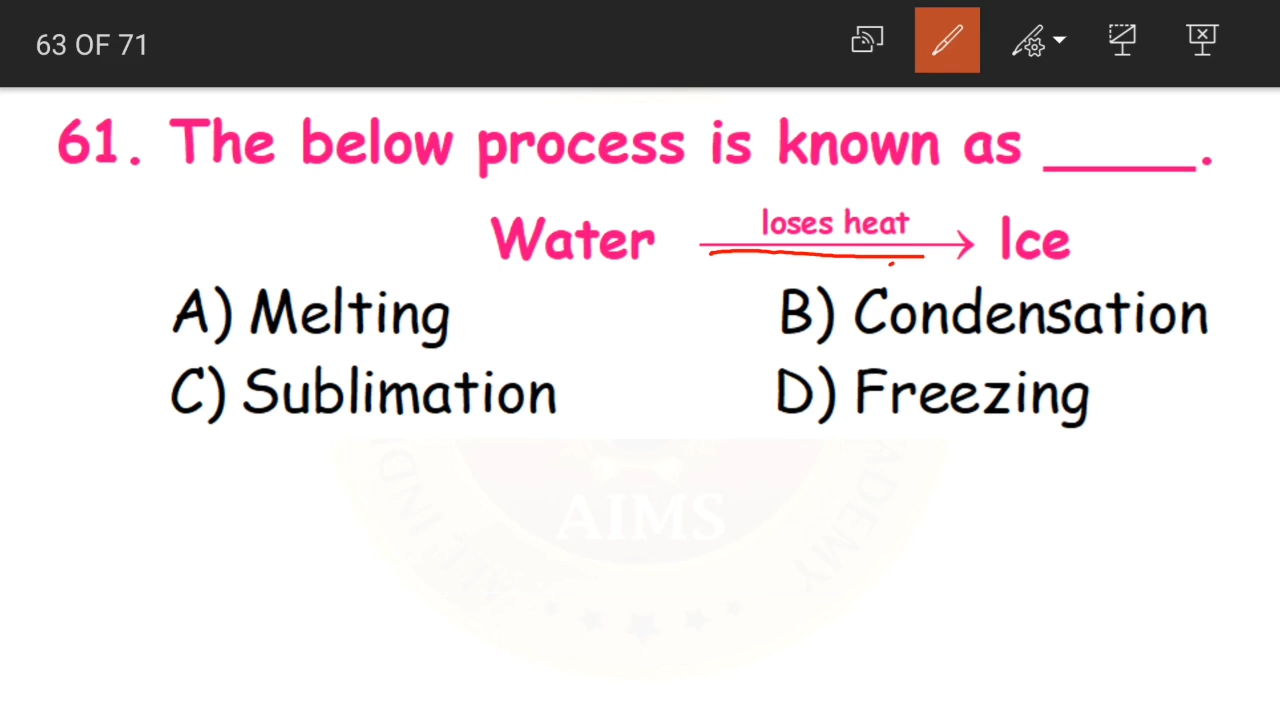 63 OF 71
61. The below process is known as _____.
loses heat
Water → Ice
A) Melting B) Condensation
C) Sublimation D) Freezing
AIMS